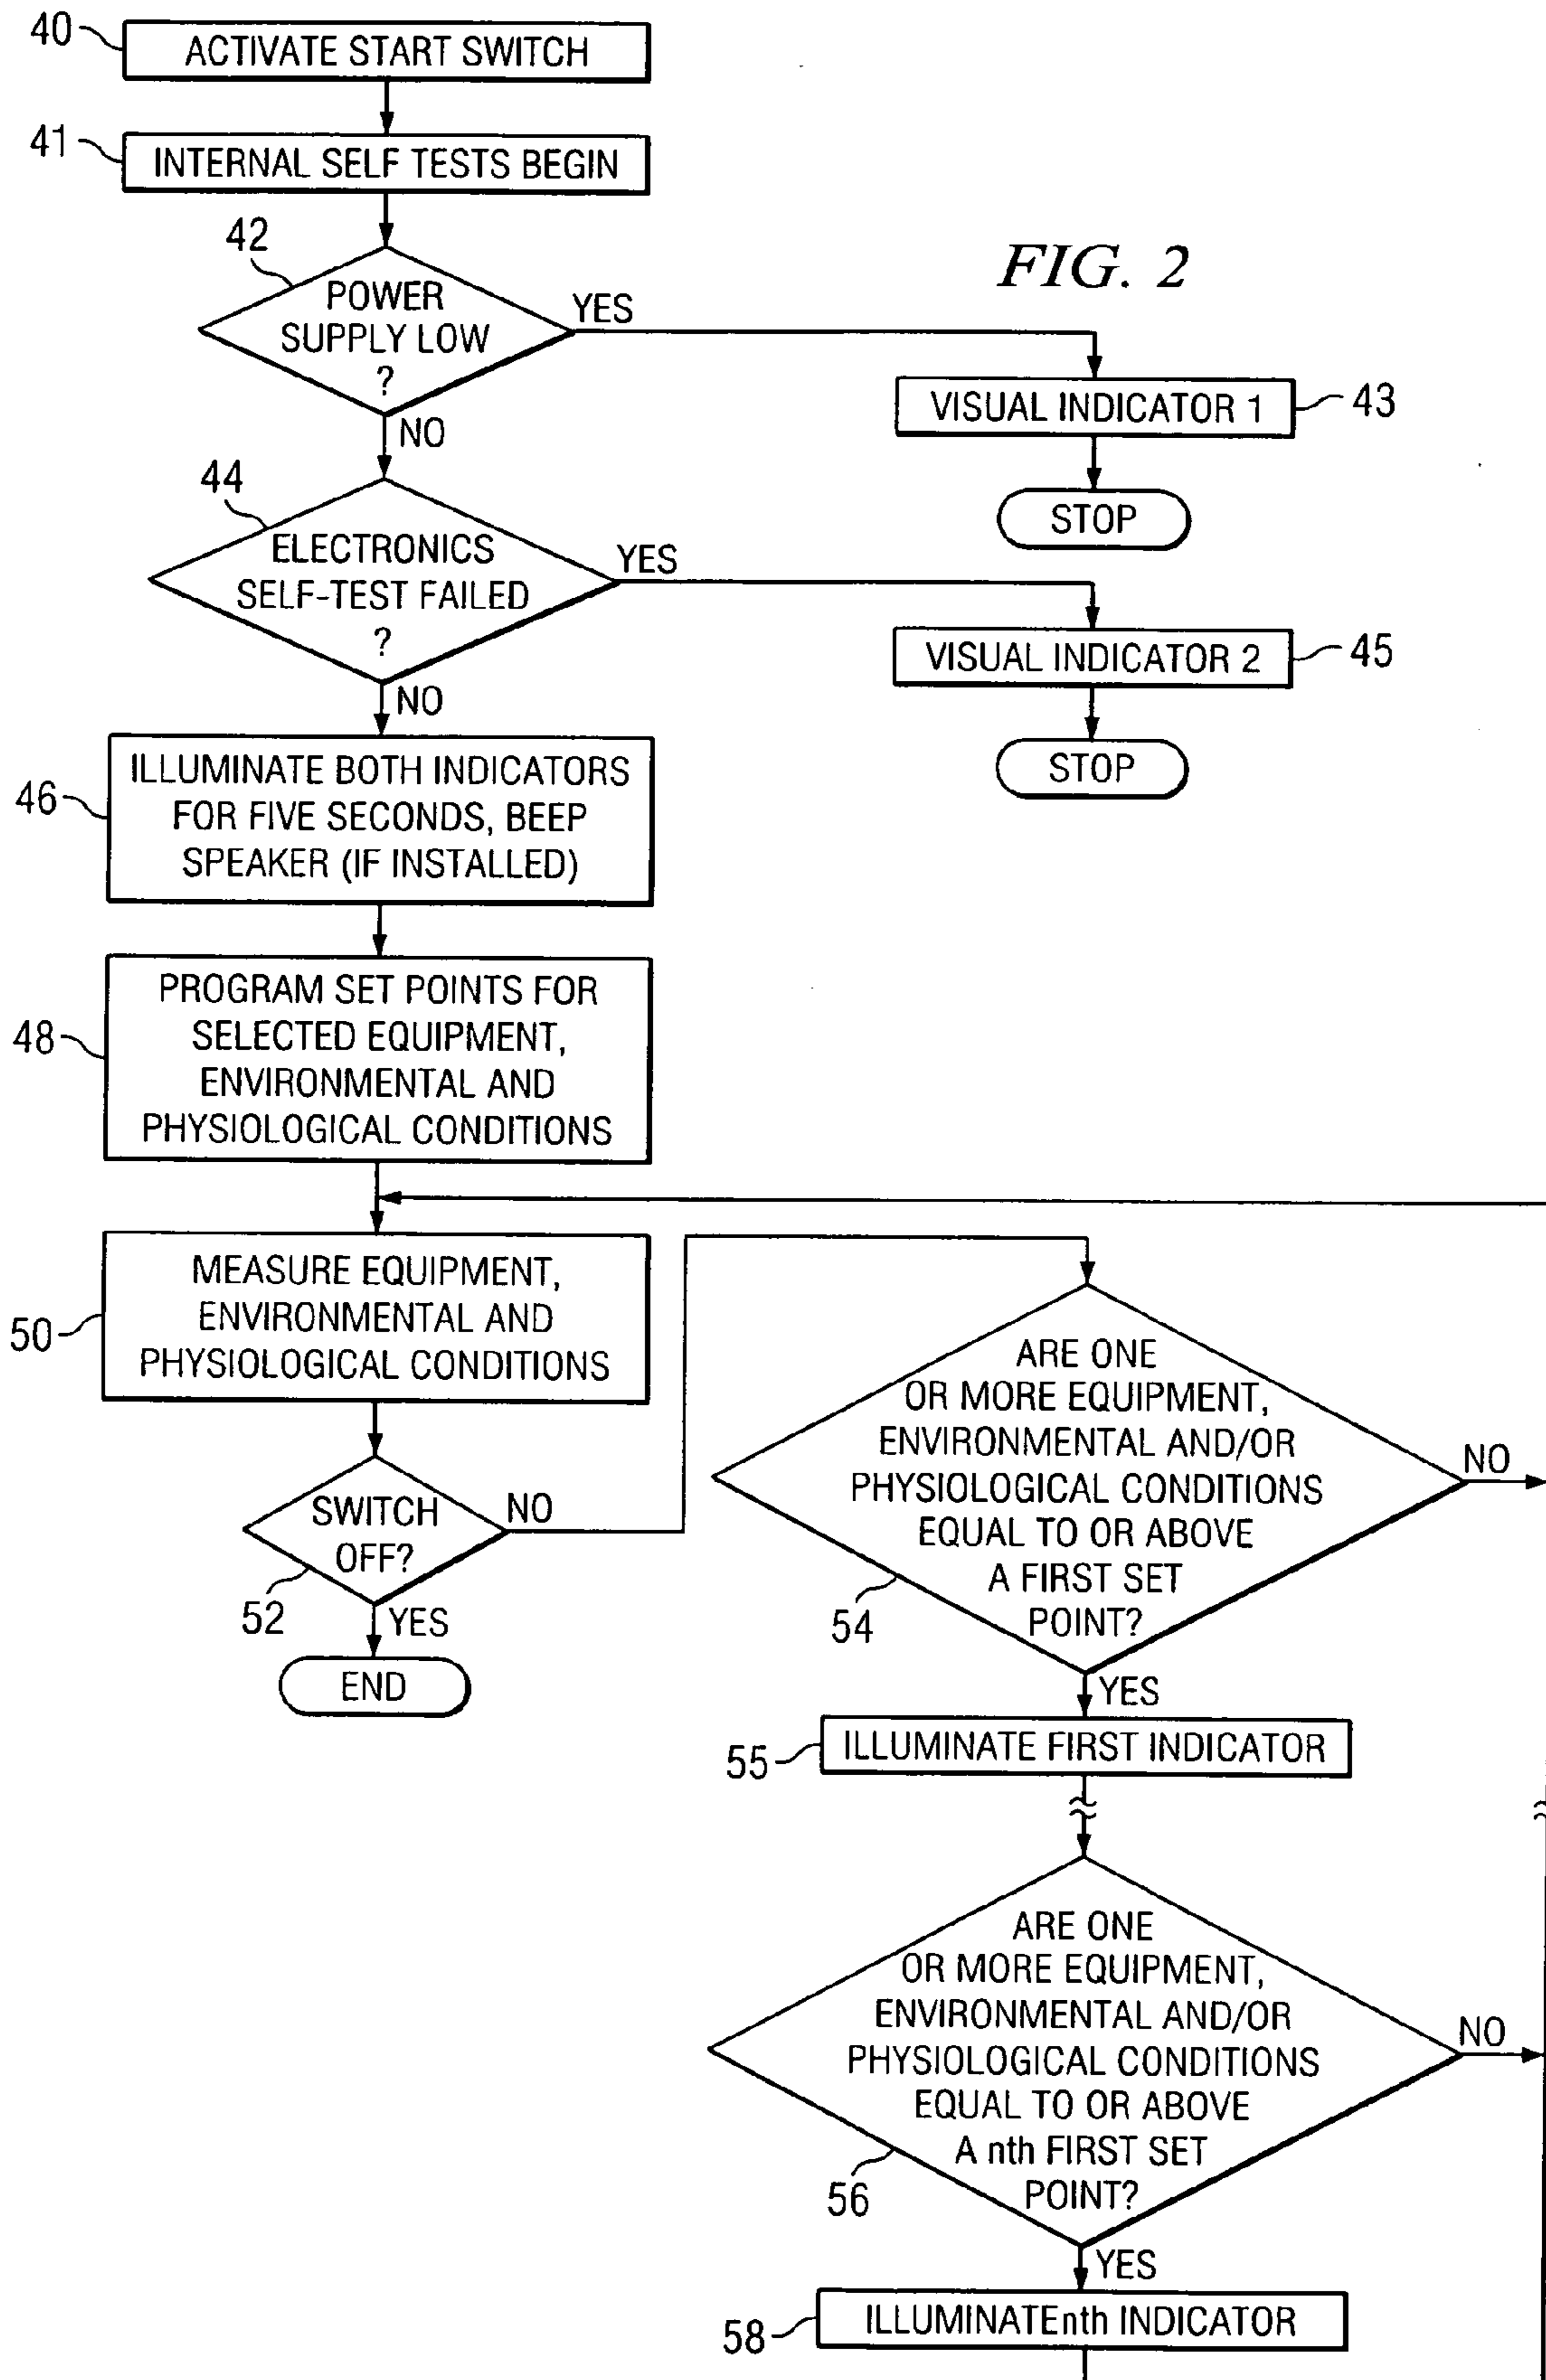 40
ACTIVATE START SWITCH
41
INTERNAL SELF TESTS BEGIN
42
POWER
SUPPLY LOW
?
YES
NO
FIG. 2
VISUAL INDICATOR 1
43
STOP
44
ELECTRONICS
SELF-TEST FAILED
?
YES
NO
VISUAL INDICATOR 2
45
STOP
46
ILLUMINATE BOTH INDICATORS
FOR FIVE SECONDS, BEEP
SPEAKER (IF INSTALLED)
48
PROGRAM SET POINTS FOR
SELECTED EQUIPMENT,
ENVIRONMENTAL AND
PHYSIOLOGICAL CONDITIONS
50
MEASURE EQUIPMENT,
ENVIRONMENTAL AND
PHYSIOLOGICAL CONDITIONS
SWITCH
OFF?
NO
52
YES
END
ARE ONE
OR MORE EQUIPMENT,
ENVIRONMENTAL AND/OR
PHYSIOLOGICAL CONDITIONS
EQUAL TO OR ABOVE
A FIRST SET
POINT?
NO
54
YES
55
ILLUMINATE FIRST INDICATOR
ARE ONE
OR MORE EQUIPMENT,
ENVIRONMENTAL AND/OR
PHYSIOLOGICAL CONDITIONS
EQUAL TO OR ABOVE
A nth FIRST SET
POINT?
NO
56
YES
58
ILLUMINATEnth INDICATOR